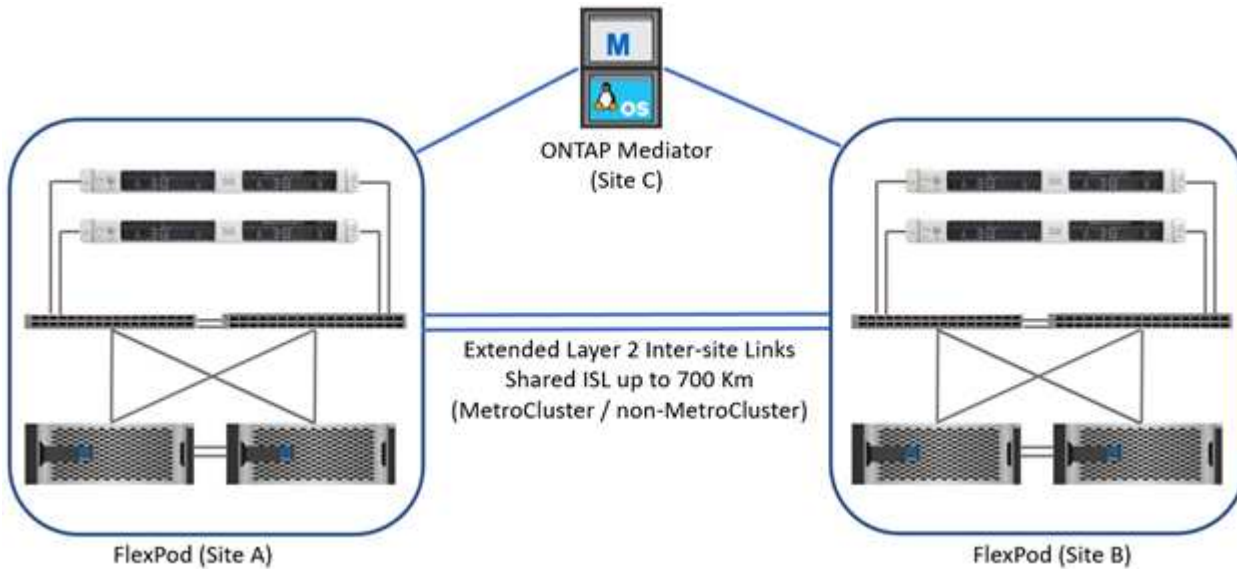 M
OS
ONTAP Mediator
(Site C)
Extended Layer 2 Inter-site Links
Shared ISL up to 700 Km
(MetroCluster / non-MetroCluster)
FlexPod (Site A)
FlexPod (Site B)